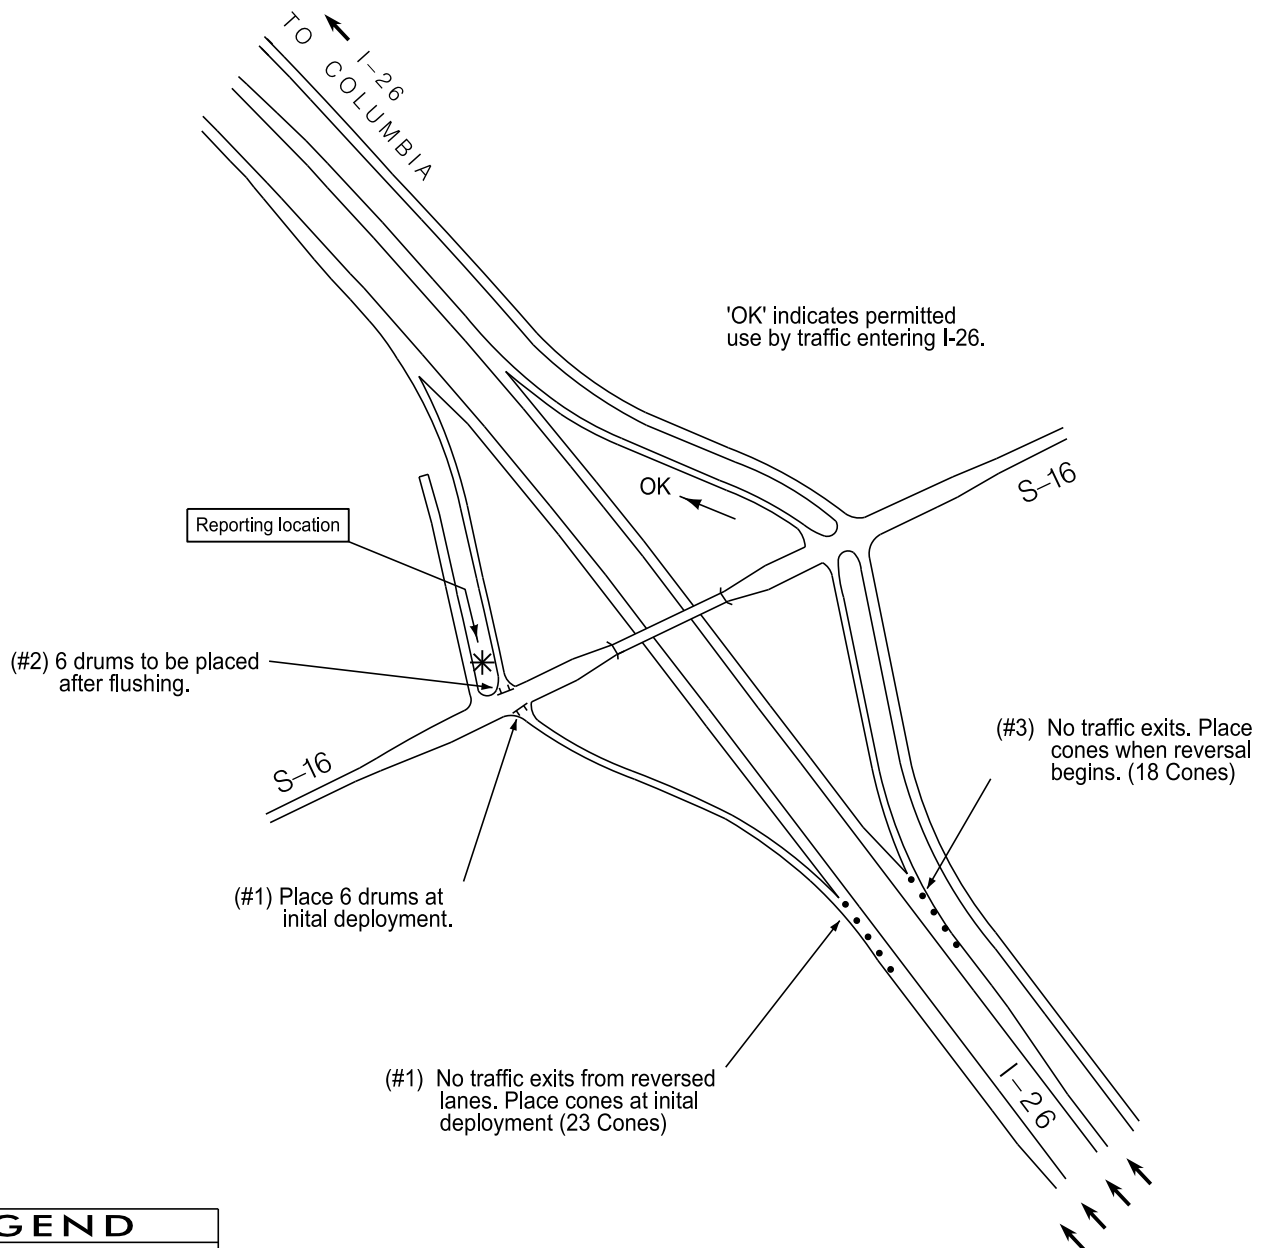 TO COLUMBIA
I-26
'OK' indicates permitted
use by traffic entering I-26.
S-16
OK
Reporting location
(#2) 6 drums to be placed
after flushing.
(#3) No traffic exits. Place
cones when reversal
begins. (18 Cones)
S-16
(#1) Place 6 drums at
inital deployment.
(#1) No traffic exits from reversed
lanes. Place cones at inital
deployment (23 Cones)
I-26
GEND